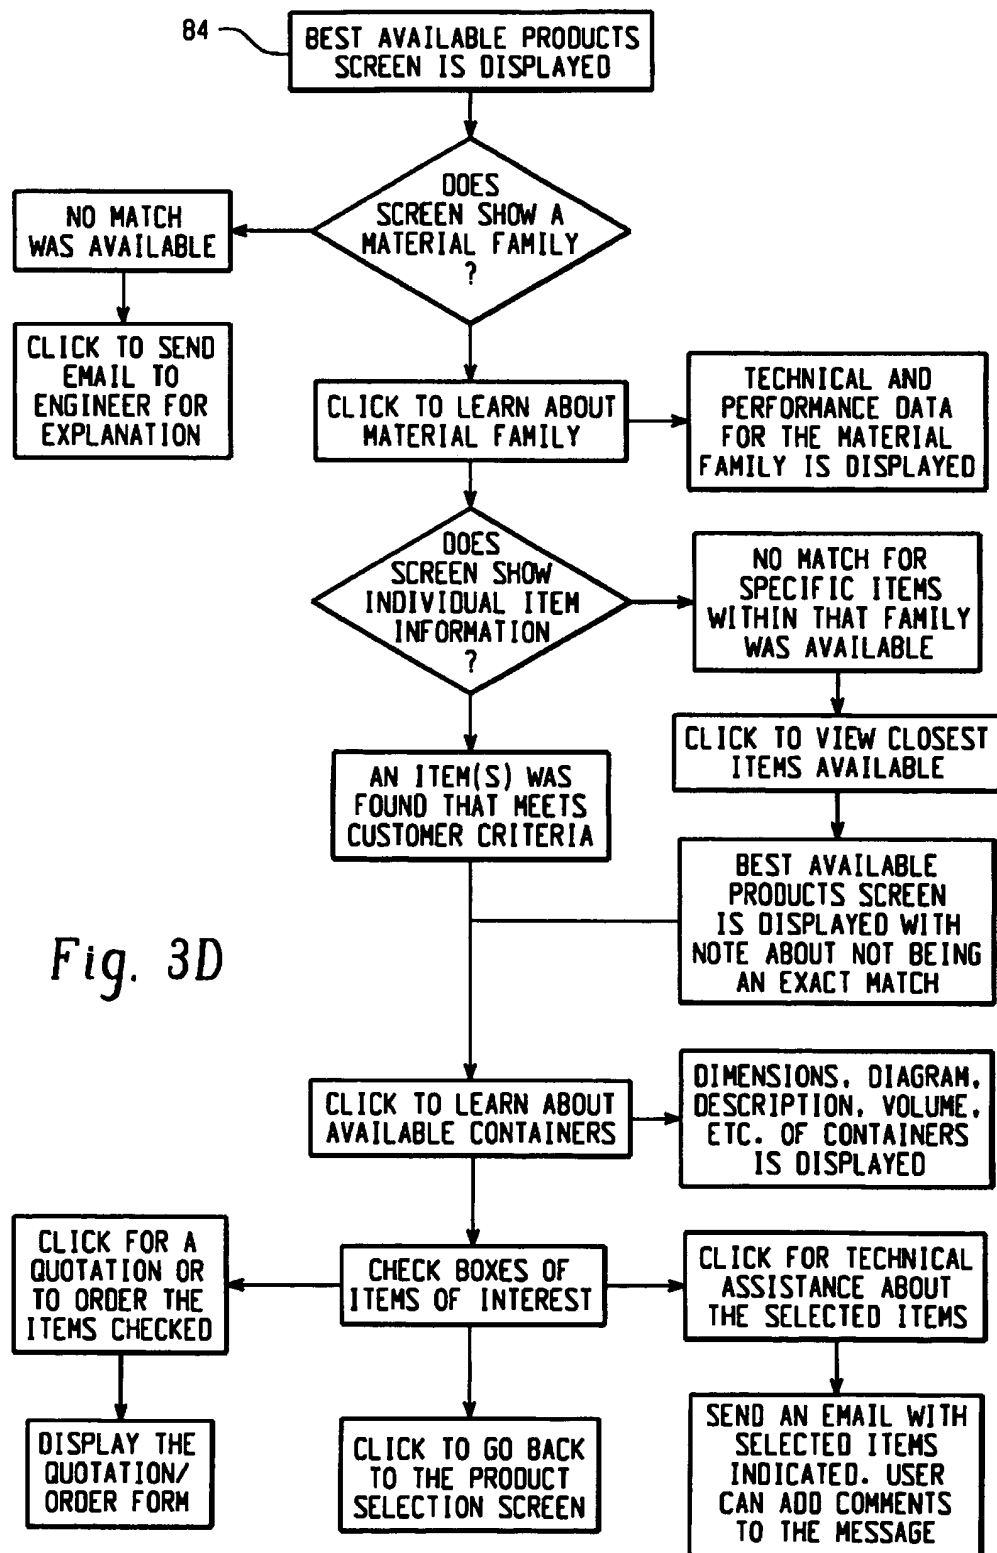 84
BEST AVAILABLE PRODUCTS
SCREEN IS DISPLAYED
DOES
SCREEN SHOW A
MATERIAL FAMILY
?
NO MATCH
WAS AVAILABLE
CLICK TO SEND
EMAIL TO
ENGINEER FOR
EXPLANATION
CLICK TO LEARN ABOUT
MATERIAL FAMILY
TECHNICAL AND
PERFORMANCE DATA
FOR THE MATERIAL
FAMILY IS DISPLAYED
DOES
SCREEN SHOW
INDIVIDUAL ITEM
INFORMATION
?
NO MATCH FOR
SPECIFIC ITEMS
WITHIN THAT FAMILY
WAS AVAILABLE
CLICK TO VIEW CLOSEST
ITEMS AVAILABLE
AN ITEM(S) WAS
FOUND THAT MEETS
CUSTOMER CRITERIA
BEST AVAILABLE
PRODUCTS SCREEN
IS DISPLAYED WITH
NOTE ABOUT NOT BEING
AN EXACT MATCH
Fig. 3D
CLICK TO LEARN ABOUT
AVAILABLE CONTAINERS
DIMENSIONS, DIAGRAM,
DESCRIPTION, VOLUME,
ETC. OF CONTAINERS
IS DISPLAYED
CLICK FOR A
QUOTATION OR
TO ORDER THE
ITEMS CHECKED
CHECK BOXES OF
ITEMS OF INTEREST
CLICK FOR TECHNICAL
ASSISTANCE ABOUT
THE SELECTED ITEMS
DISPLAY THE
QUOTATION/
ORDER FORM
CLICK TO GO BACK
TO THE PRODUCT
SELECTION SCREEN
SEND AN EMAIL WITH
SELECTED ITEMS
INDICATED. USER
CAN ADD COMMENTS
TO THE MESSAGE